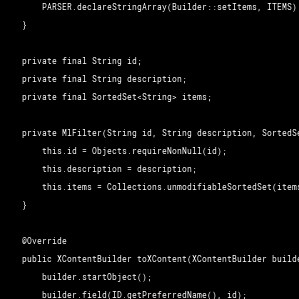 PARSER.declareStringArray(Builder::setItems, ITEMS)
}
private final String id;
private final String description;
private final SortedSet<String> items;
private MlFilter(String id, String description, SortedSe
this.id = Objects.requireNonNull(id);
this.description = description;
this.items = Collections.unmodifiableSortedSet(items
}
@Override
public XContentBuilder toXContent(XContentBuilder builde
builder.startObject();
builder.field(ID.getPreferredName(), id);